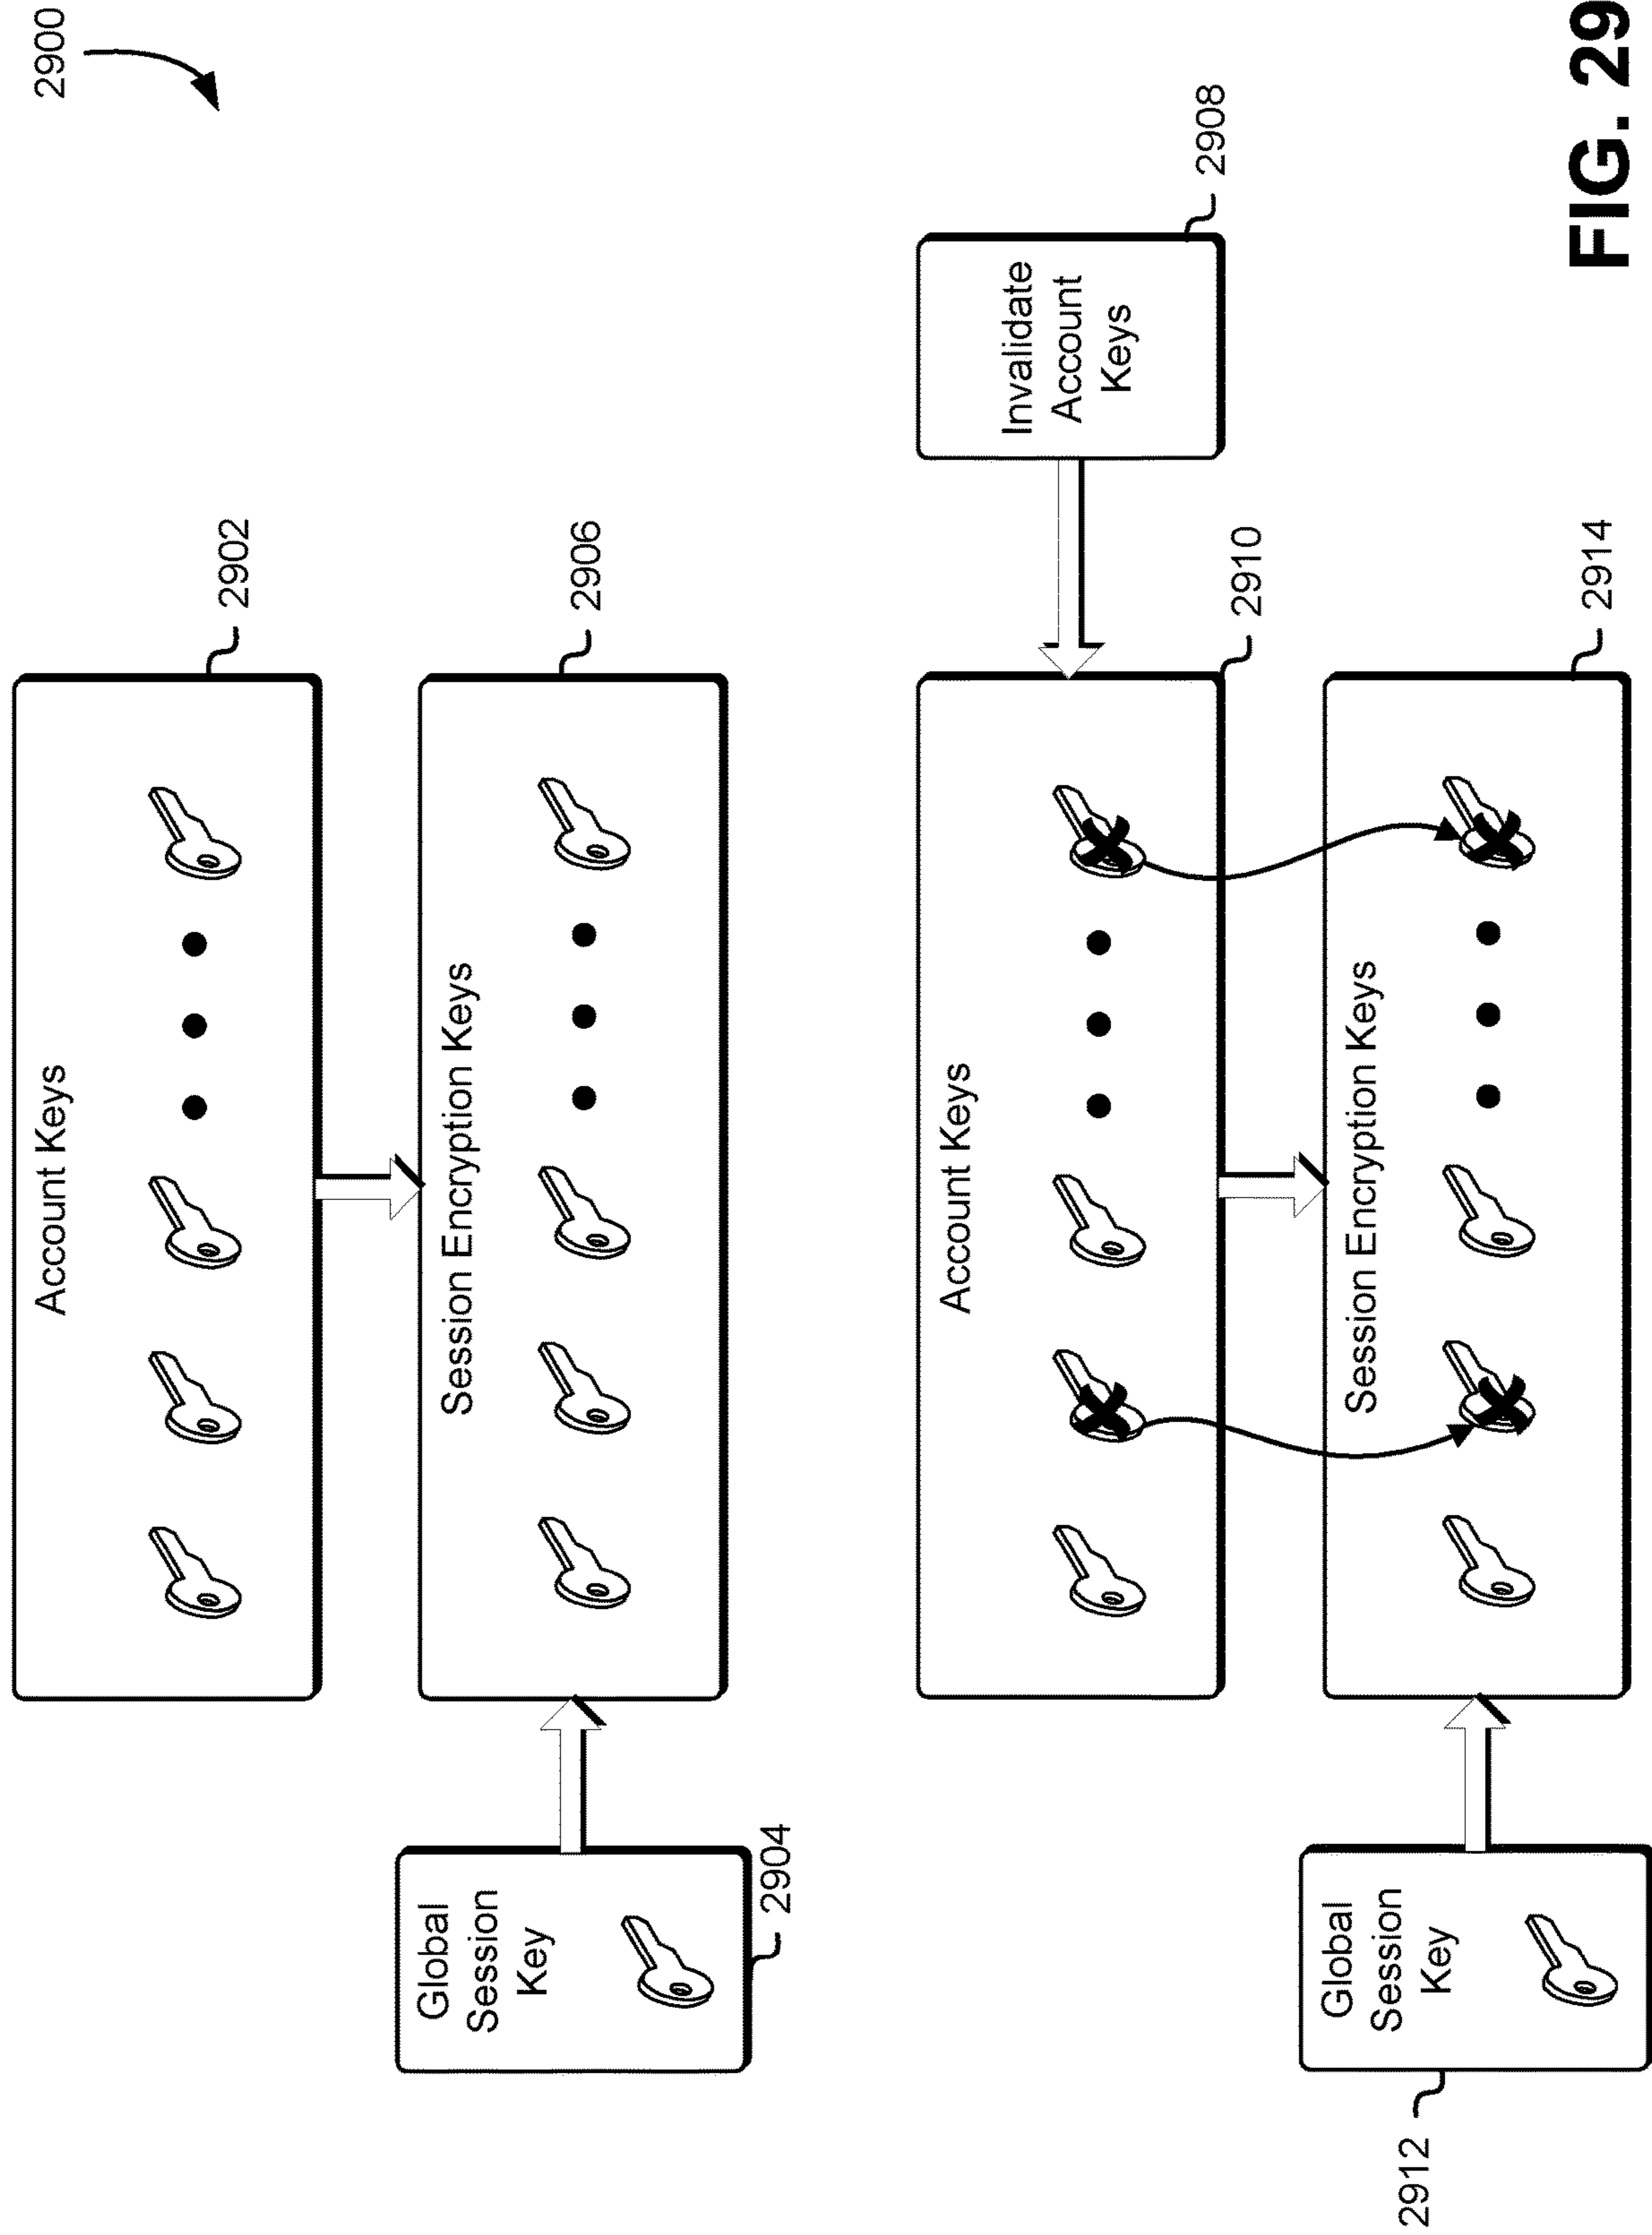 2900
Account Keys
2902
Global
Session
Key
2904
Session Encryption Keys
2906
Invalidate
Account
Keys
2908
Account Keys
2910
Global
Session
Key
2912
Session Encryption Keys
2914
FIG. 29